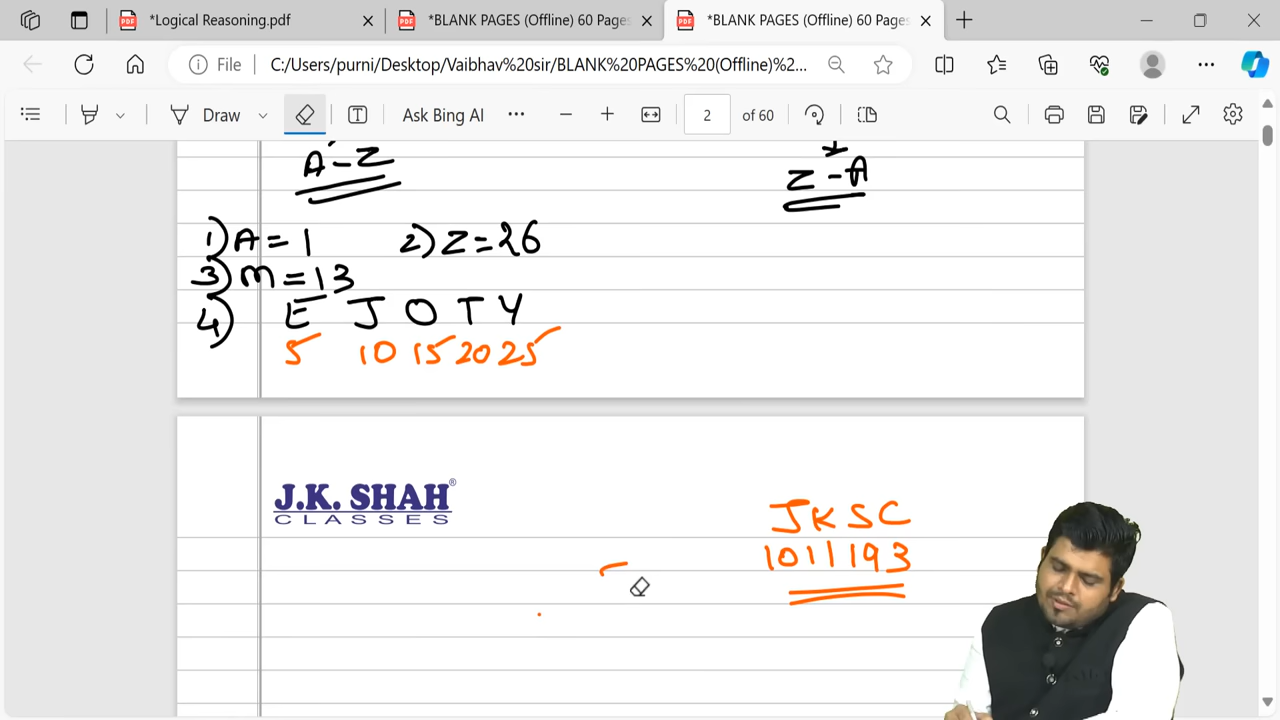 *Logical Reasoning.pdf
*BLANK PAGES (Offline) 60 Pages
*BLANK PAGES (Offline) 60 Pages
File C:/Users/purni/Desktop/Vaibhav%20sir/BLANK%20PAGES%20(Offline)%2...
Draw Ask Bing AI 2 of 60
A - Z Z - A
1) A = 1 2) Z = 26
3) M = 13
4) E J O T Y
5 10 15 20 25
J.K. SHAH®
CLASSES
JKSC
1011193